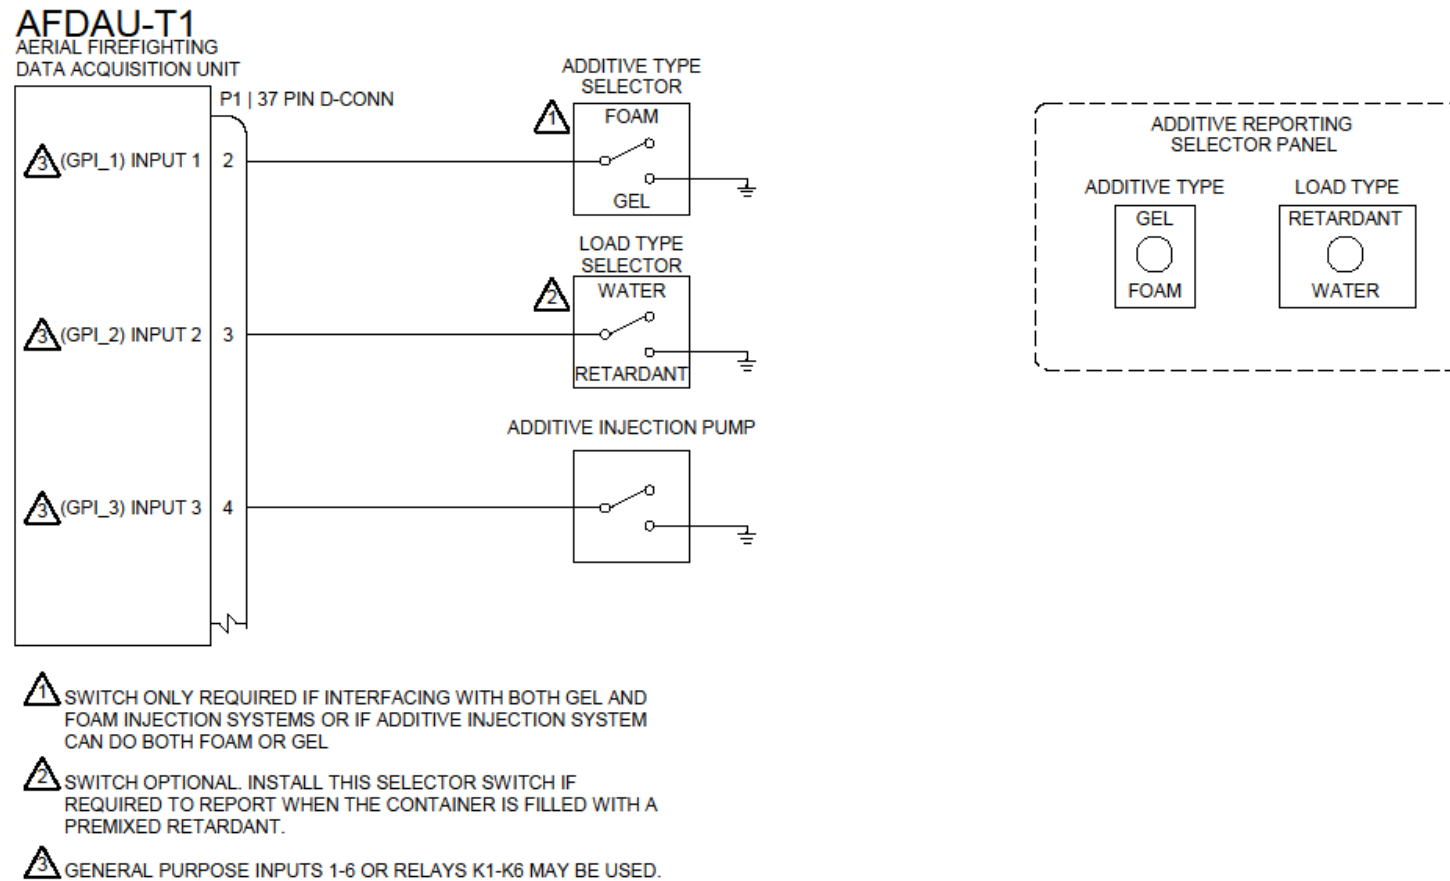 AFDAU-T1
AERIAL FIREFIGHTING
DATA ACQUISITION UNIT
P1 | 37 PIN D-CONN
3 (GPI_1) INPUT 1 2
3 (GPI_2) INPUT 2 3
3 (GPI_3) INPUT 3 4
ADDITIVE TYPE
SELECTOR
1
FOAM
GEL
LOAD TYPE
SELECTOR
2
WATER
RETARDANT
ADDITIVE INJECTION PUMP
ADDITIVE REPORTING
SELECTOR PANEL
ADDITIVE TYPE
GEL
FOAM
LOAD TYPE
RETARDANT
WATER
1 SWITCH ONLY REQUIRED IF INTERFACING WITH BOTH GEL AND
FOAM INJECTION SYSTEMS OR IF ADDITIVE INJECTION SYSTEM
CAN DO BOTH FOAM OR GEL
2 SWITCH OPTIONAL. INSTALL THIS SELECTOR SWITCH IF
REQUIRED TO REPORT WHEN THE CONTAINER IS FILLED WITH A
PREMIXED RETARDANT.
3 GENERAL PURPOSE INPUTS 1-6 OR RELAYS K1-K6 MAY BE USED.